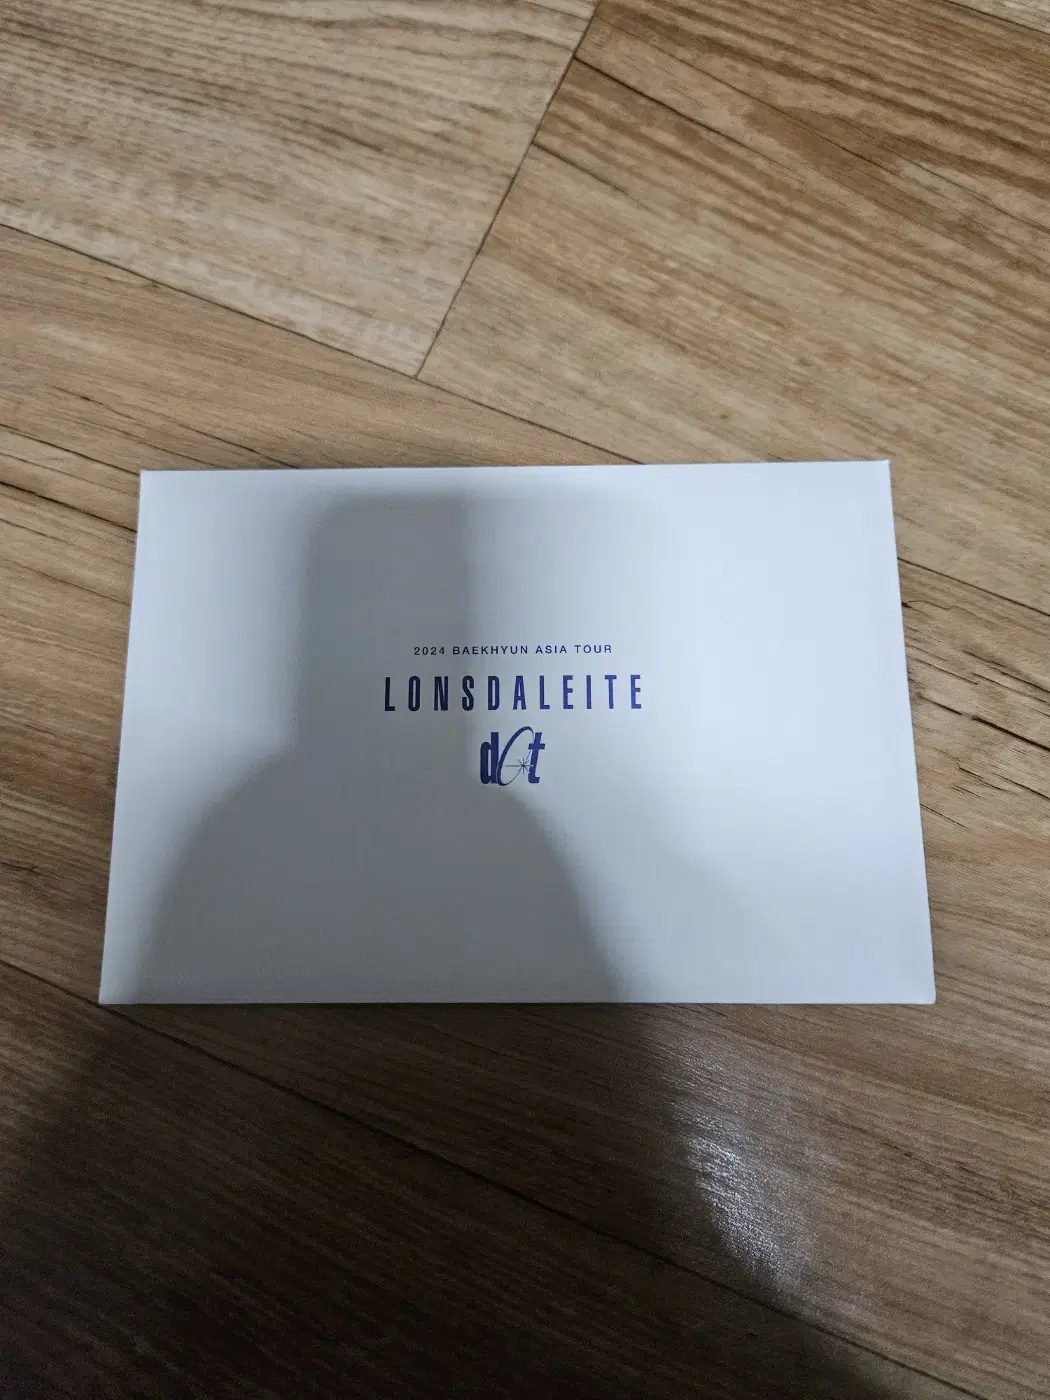 2024 BAEKHYUN ASIA TOUR
LONSDALEITE
dot